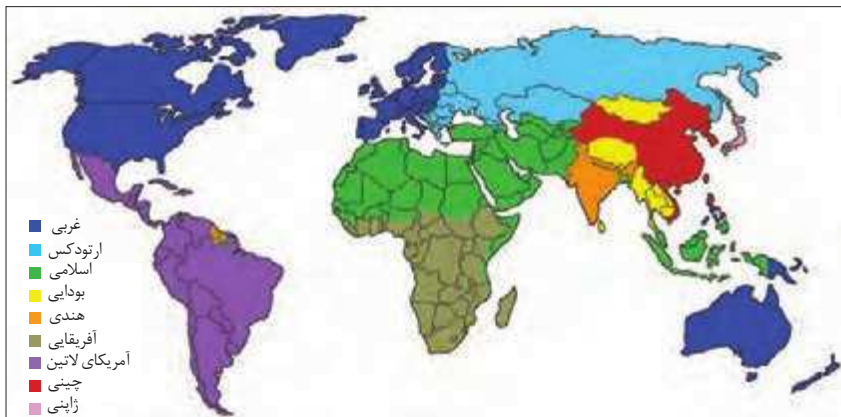 غربی
ارتودکس
اسلامی
بودایی
هندی
آفریقایی
آمریکای لاتین
چینی
ژاپنی